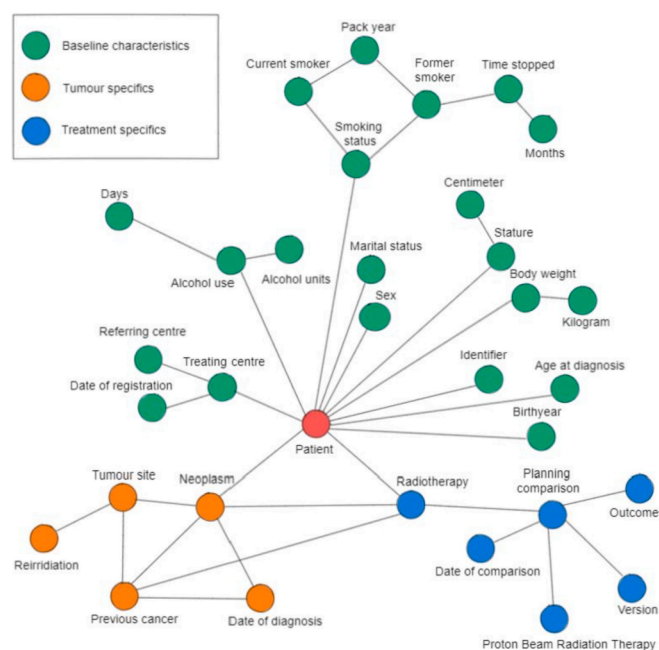 Baseline characteristics
Tumour specifics
Treatment specifics
Pack year
Current smoker
Former
smoker
Time stopped
Smoking
status
Months
Centimeter
Days
Stature
Marital status
Alcohol units
Alcohol use
Body weight
Sex
Kilogram
Referring centre
Treating centre
Identifier
Age at diagnosis
Date of registration
Birthyear
Patient
Tumour site
Neoplasm
Radiotherapy
Planning
comparison
Outcome
Reirridiation
Date of comparison
Previous cancer
Date of diagnosis
Version
Proton Beam Radiation Therapy